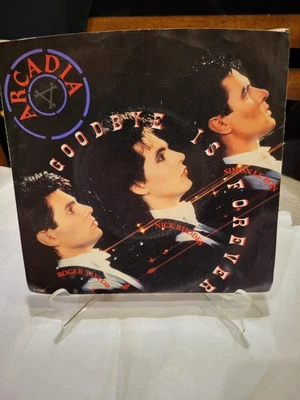 ARCADIA
GOODBYE IS FOREVER
SIMON LE BON
NICK RHODES
ROGER TAYLOR